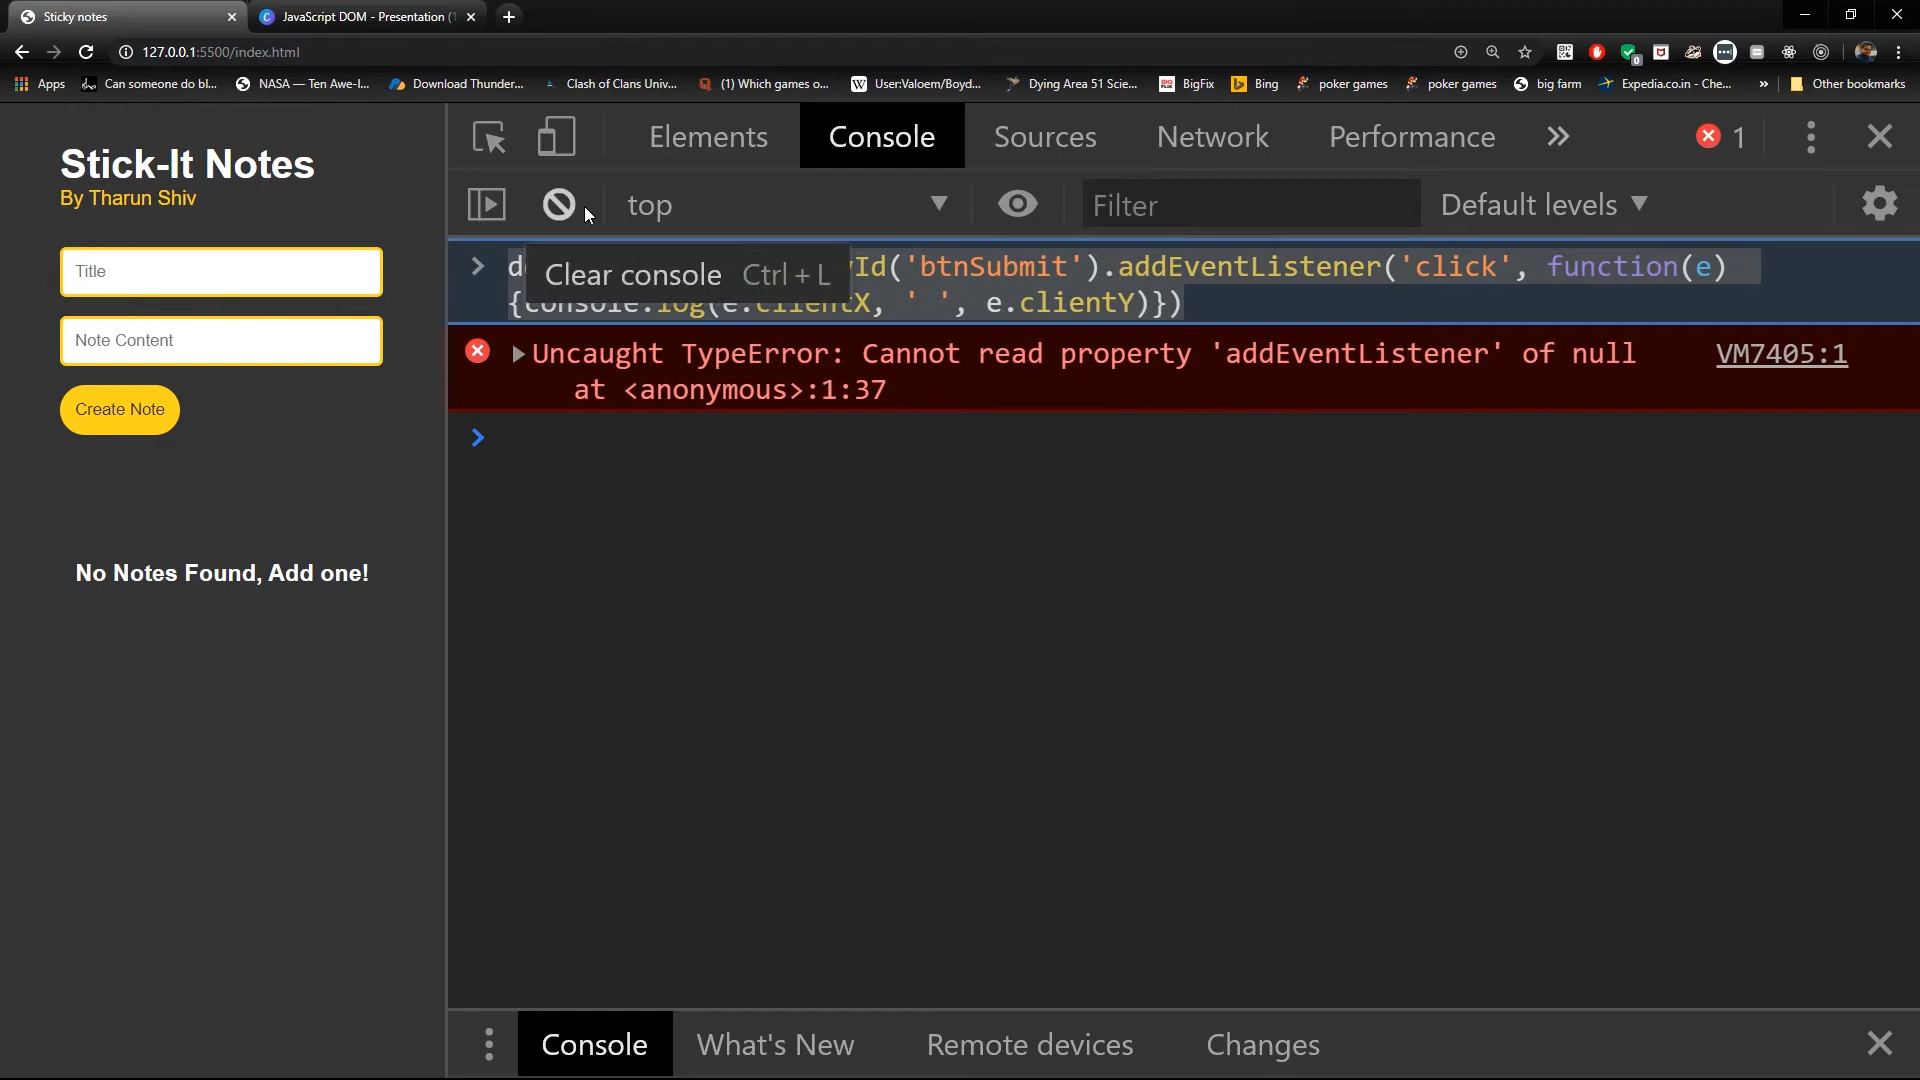 Sticky notes
JavaScript DOM - Presentation (
127.0.0.1:5500/index.html
Apps
Can someone do bl...
NASA — Ten Awe-I...
Download Thunder...
Clash of Clans Univ...
(1) Which games o...
User:Valoem/Boyd...
Dying Area 51 Scie...
BigFix
Bing
poker games
poker games
big farm
Expedia.co.in - Che...
»
Other bookmarks
Stick-It Notes
By Tharun Shiv
Title
Note Content
Create Note
No Notes Found, Add one!
Elements
Console
Sources
Network
Performance
»
1
top
Filter
Default levels
Clear console Ctrl + L
Id('btnSubmit').addEventListener('click', function(e)
{console.log(e.clientX, ' ', e.clientY)})
Uncaught TypeError: Cannot read property 'addEventListener' of null
VM7405:1
at <anonymous>:1:37
Console
What's New
Remote devices
Changes